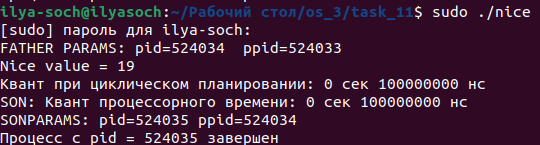 ilya-soch@ilyasoch:~/Рабочий стол/os_3/task_11$ sudo ./nice
[sudo] пароль для ilya-soch:
FATHER PARAMS: pid=524034 ppid=524033
Nice value = 19
Квант при циклическом планировании: 0 сек 100000000 нс
SON: Квант процессорного времени: 0 сек 100000000 нс
SONPARAMS: pid=524035 ppid=524034
Процесс с pid = 524035 завершен